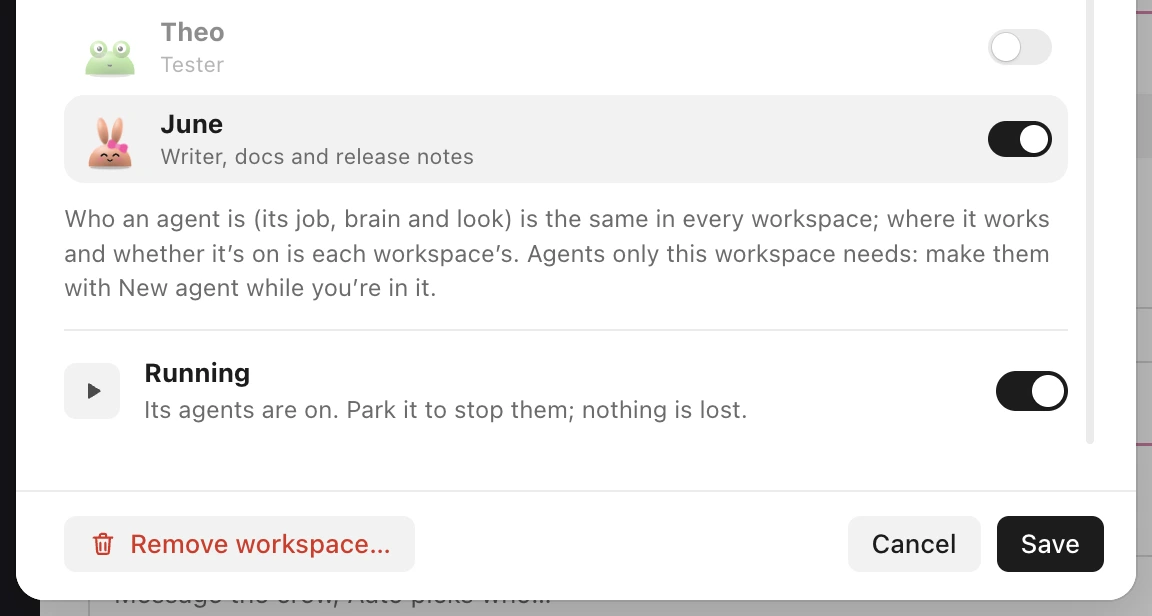 Theo
Tester
June
Writer, docs and release notes
Who an agent is (its job, brain and look) is the same in every workspace; where it works
and whether it’s on is each workspace’s. Agents only this workspace needs: make them
with New agent while you’re in it.
Running
Its agents are on. Park it to stop them; nothing is lost.
Remove workspace...
Cancel
Save